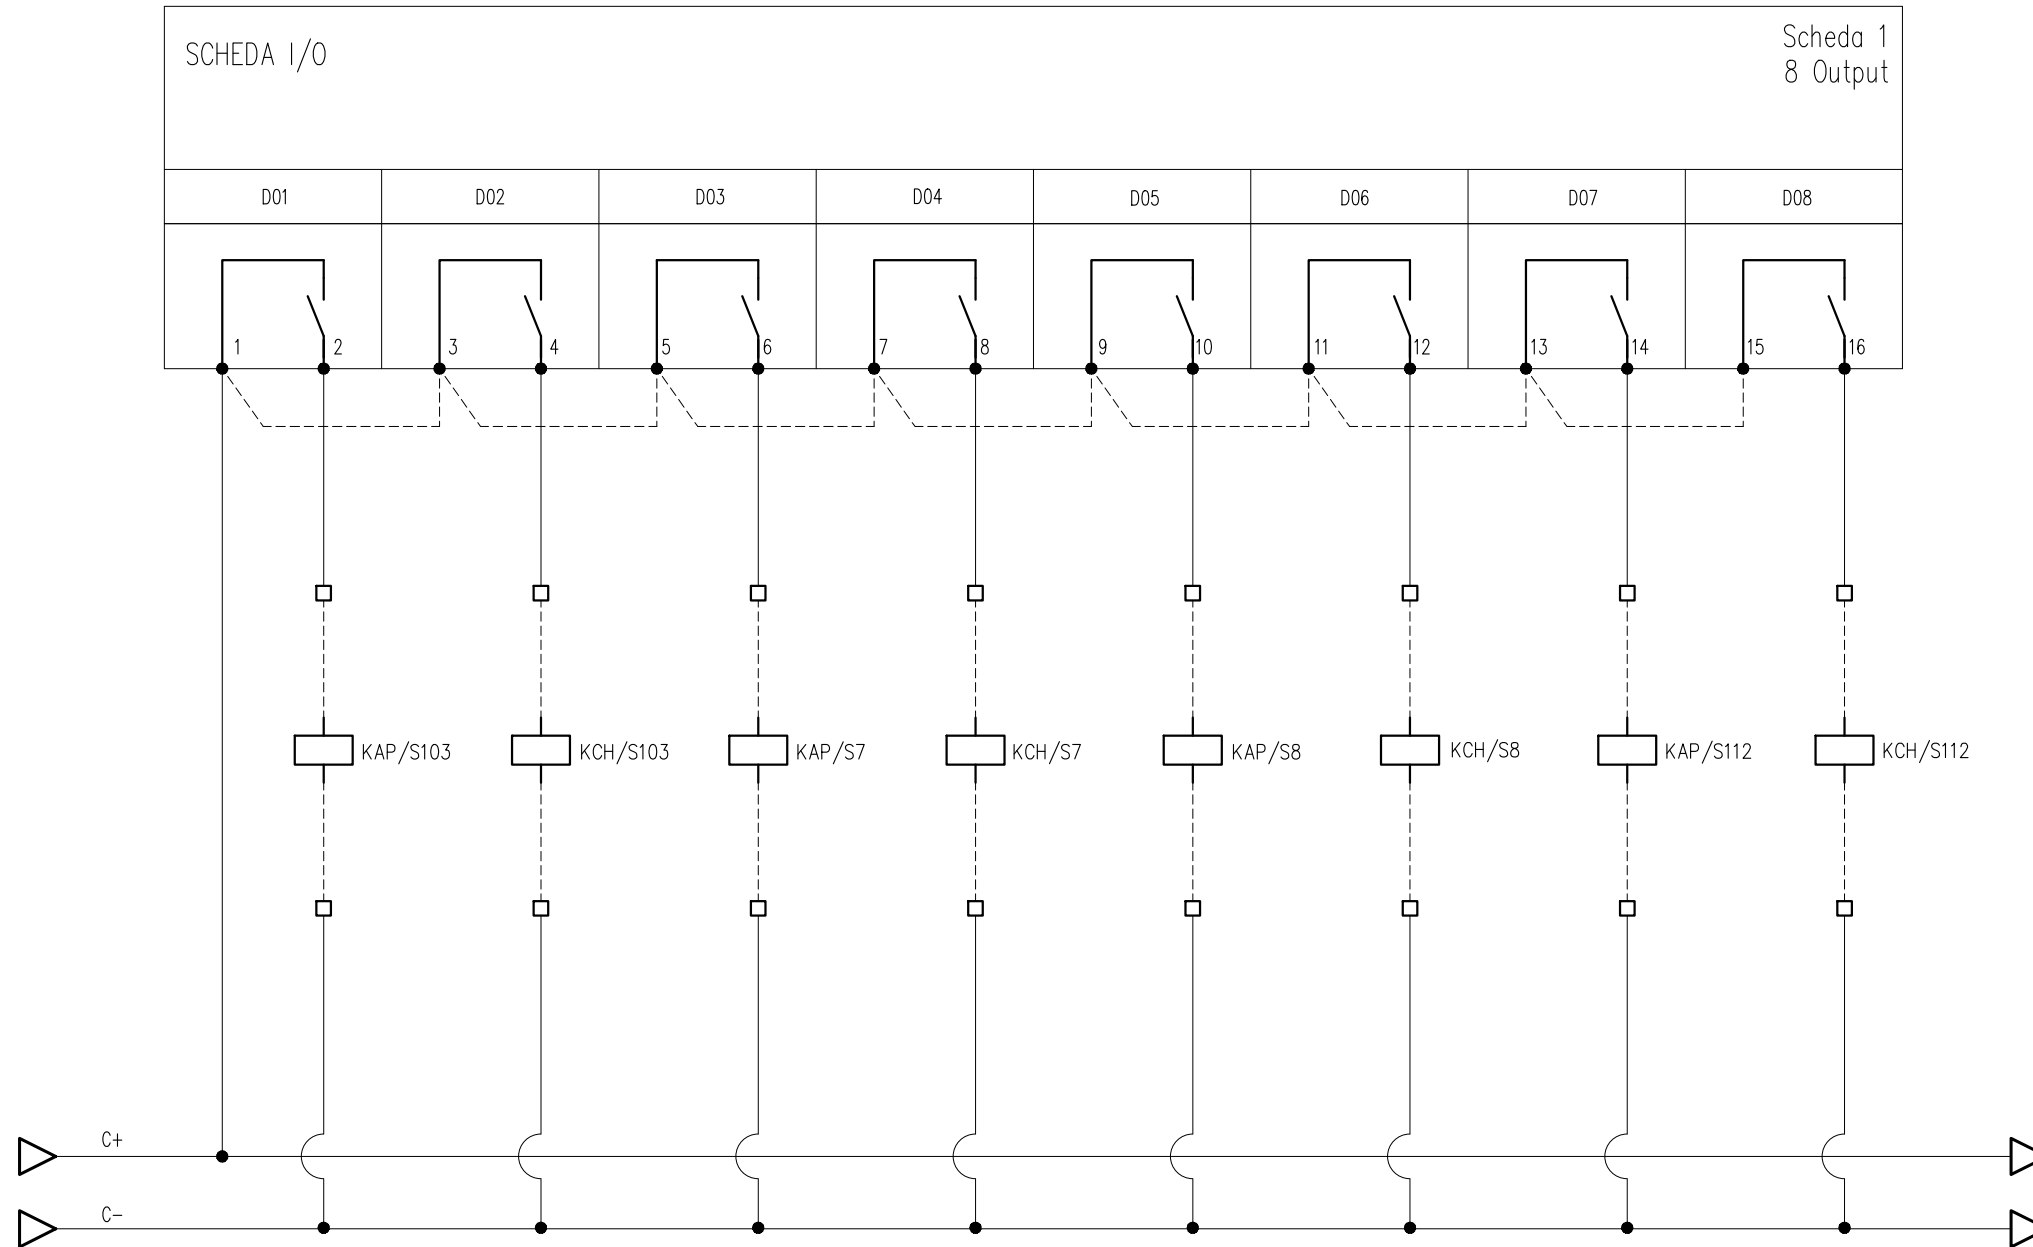 SCHEDA I/O
Scheda 1
8 Output
D01 D02 D03 D04 D05 D06 D07 D08
1 2 3 4 5 6 7 8 9 10 11 12 13 14 15 16
KAP/S103 KCH/S103 KAP/S7 KCH/S7 KAP/S8 KCH/S8 KAP/S112 KCH/S112
C+
C-